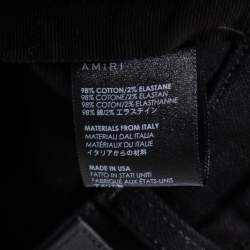 AMIRI
98% COTTON/2% ELASTANE
98% COTONE/2% ELASTAN
98% COTON/2% ELASTHANNE
98% 綿/2% エラステイン
MATERIALS FROM ITALY
MATERIALI DAL ITALIA
MATÉRIAUX DU ITALIE
イタリアからの材料
MADE IN USA
FATTO IN STATI UNITI
FABRIQUÉ AUX ÉTATS-UNIS